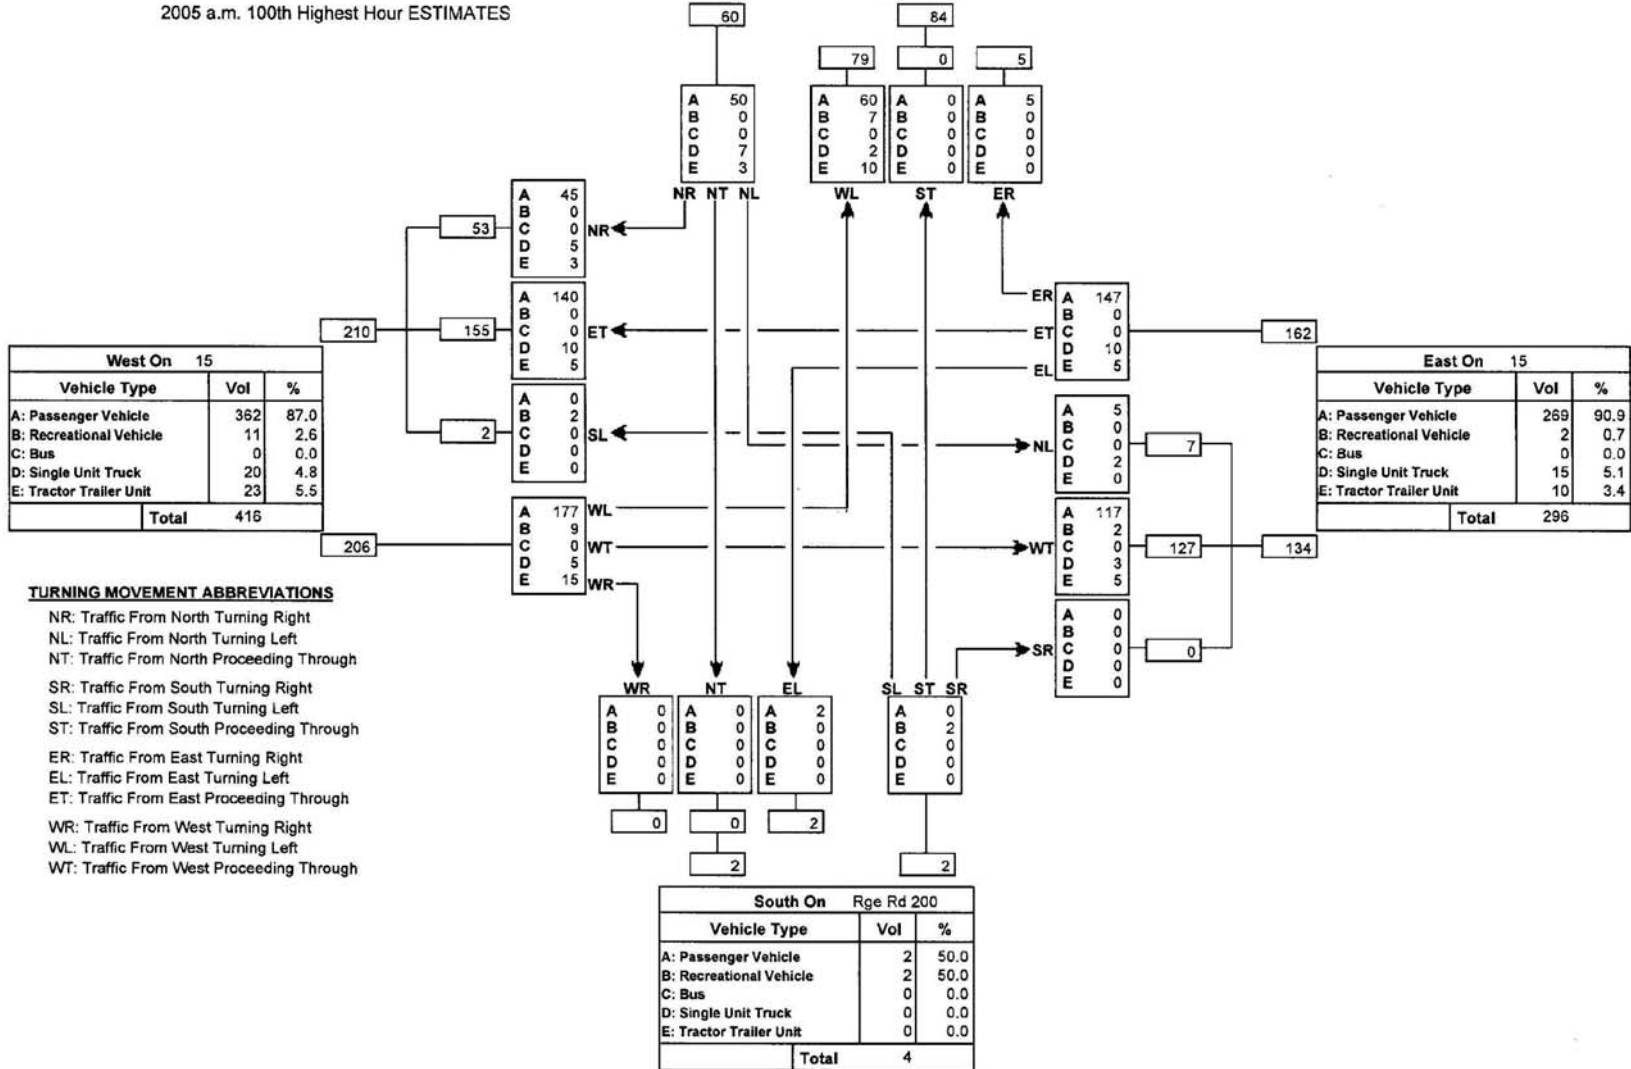 2005 a.m. 100th Highest Hour ESTIMATES
60
84
79
0
5
A 50
B 0
C 0
D 7
E 3
A 60
B 7
C 0
D 2
E 10
A 0
B 0
C 0
D 0
E 0
A 5
B 0
C 0
D 0
E 0
NR NT NL
WL
ST
ER
53
A 45
B 0
C 0
D 5
E 3
NR
210
155
A 140
B 0
C 0
D 10
E 5
ET
2
A 0
B 2
C 0
D 0
E 0
SL
206
A 177
B 9
C 0
D 5
E 15
WL
WT
WR
ER
ET
EL
A 147
B 0
C 0
D 10
E 5
162
NL
A 5
B 0
C 0
D 2
E 0
7
WT
A 117
B 2
C 0
D 3
E 5
127
134
SR
A 0
B 0
C 0
D 0
E 0
0
West On 15
Vehicle Type Vol %
A: Passenger Vehicle 362 87.0
B: Recreational Vehicle 11 2.6
C: Bus 0 0.0
D: Single Unit Truck 20 4.8
E: Tractor Trailer Unit 23 5.5
Total 416
East On 15
Vehicle Type Vol %
A: Passenger Vehicle 269 90.9
B: Recreational Vehicle 2 0.7
C: Bus 0 0.0
D: Single Unit Truck 15 5.1
E: Tractor Trailer Unit 10 3.4
Total 296
TURNING MOVEMENT ABBREVIATIONS
NR: Traffic From North Turning Right
NL: Traffic From North Turning Left
NT: Traffic From North Proceeding Through
SR: Traffic From South Turning Right
SL: Traffic From South Turning Left
ST: Traffic From South Proceeding Through
ER: Traffic From East Turning Right
EL: Traffic From East Turning Left
ET: Traffic From East Proceeding Through
WR: Traffic From West Turning Right
WL: Traffic From West Turning Left
WT: Traffic From West Proceeding Through
WR
NT
EL
SL ST SR
A 0
B 0
C 0
D 0
E 0
A 0
B 0
C 0
D 0
E 0
A 2
B 0
C 0
D 0
E 0
A 0
B 2
C 0
D 0
E 0
0
0
2
2
2
South On Rge Rd 200
Vehicle Type Vol %
A: Passenger Vehicle 2 50.0
B: Recreational Vehicle 2 50.0
C: Bus 0 0.0
D: Single Unit Truck 0 0.0
E: Tractor Trailer Unit 0 0.0
Total 4